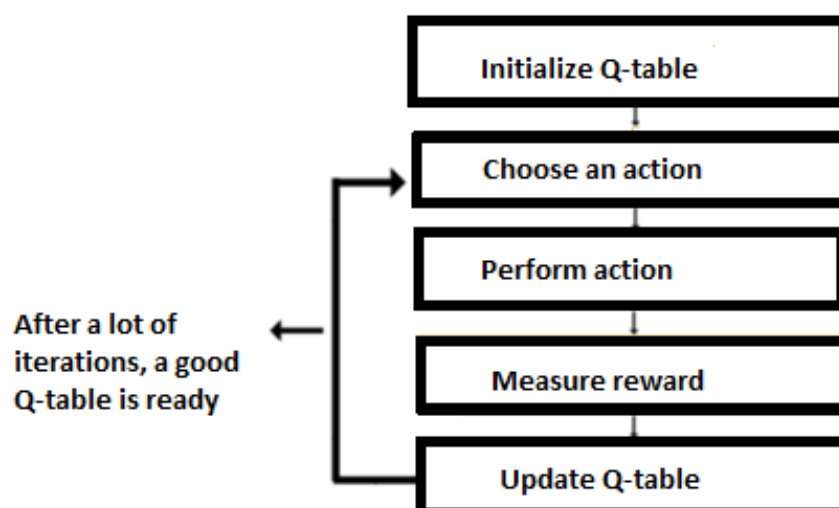 Initialize Q-table
Choose an action
Perform action
Measure reward
Update Q-table
After a lot of
iterations, a good
Q-table is ready